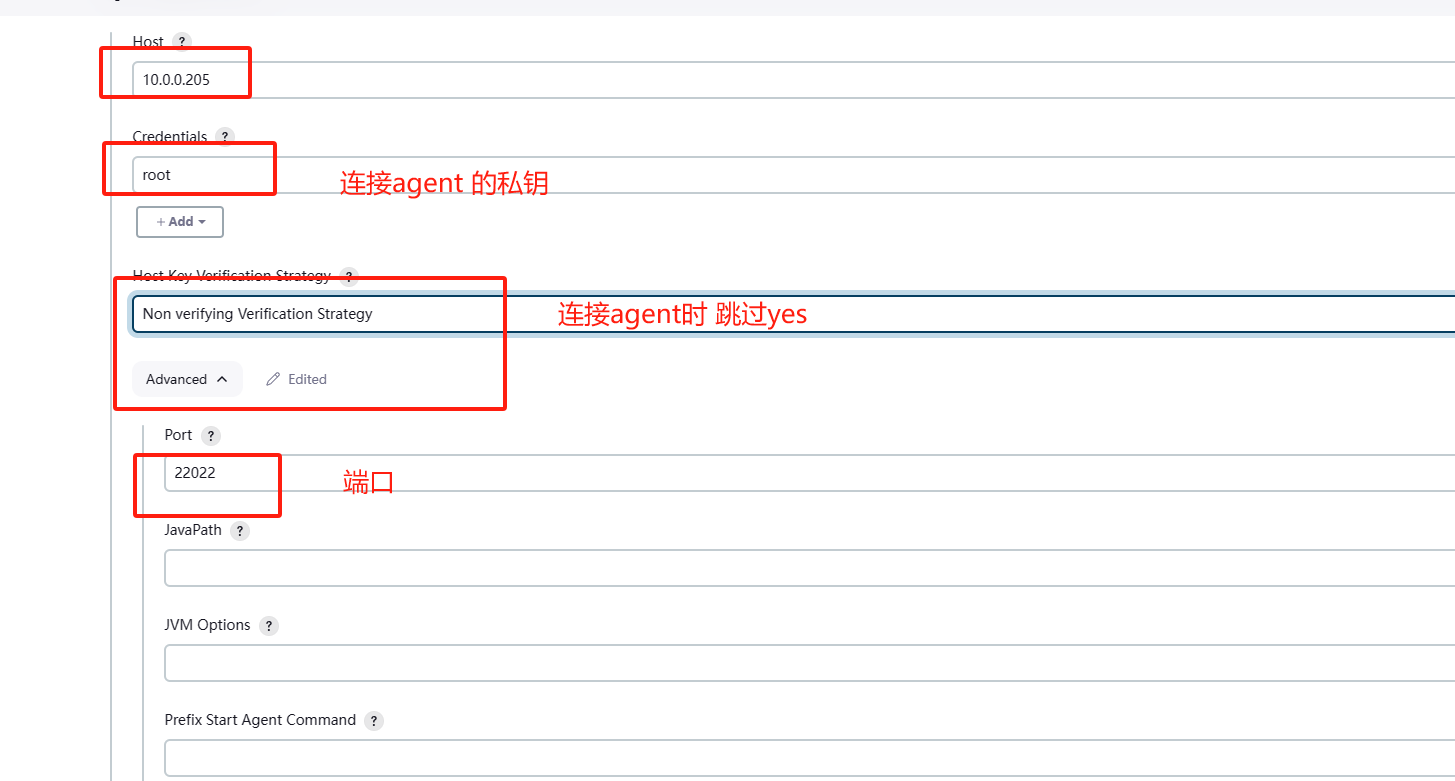 Host ?
10.0.0.205
Credentials ?
root
连接agent 的私钥
+ Add
Host Key Verification Strategy ?
Non verifying Verification Strategy
连接agent时 跳过yes
Advanced
Edited
Port ?
22022
端口
JavaPath ?
JVM Options ?
Prefix Start Agent Command ?